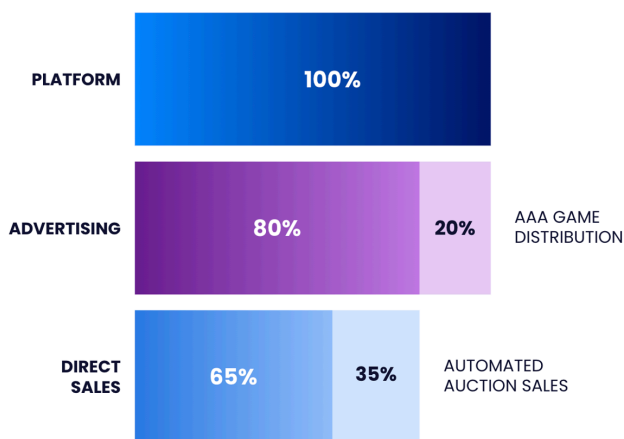 PLATFORM
100%
ADVERTISING
80%
20%
AAA GAME
DISTRIBUTION
DIRECT
SALES
65%
35%
AUTOMATED
AUCTION SALES